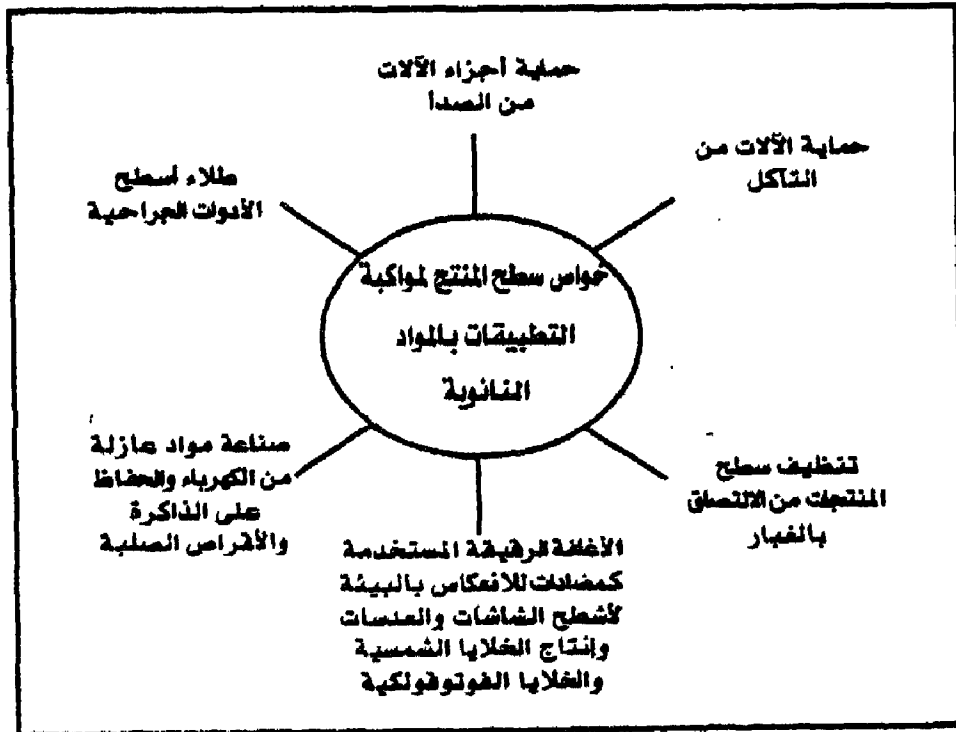 حماية أجزاء الآلات
من الصدأ
حماية الآلات من
التآكل
طلاء أسطح
الأدوات الجراحية
خواص سطح المنتج لمواكبة
التطبيقات بالمواد
النانوية
صناعة مواد عازلة
من الكهرباء والحفاظ
على الذاكرة
والأقراص الصلبة
تنظيف سطح
المنتجات من الالتصاق
بالغبار
الرقيقة المستخدمة
كمضادات للانعكاس بالبيئة
لأسطح الشاشات والعدسات
وإنتاج الخلايا الشمسية
والخلايا الفوتوفولكية